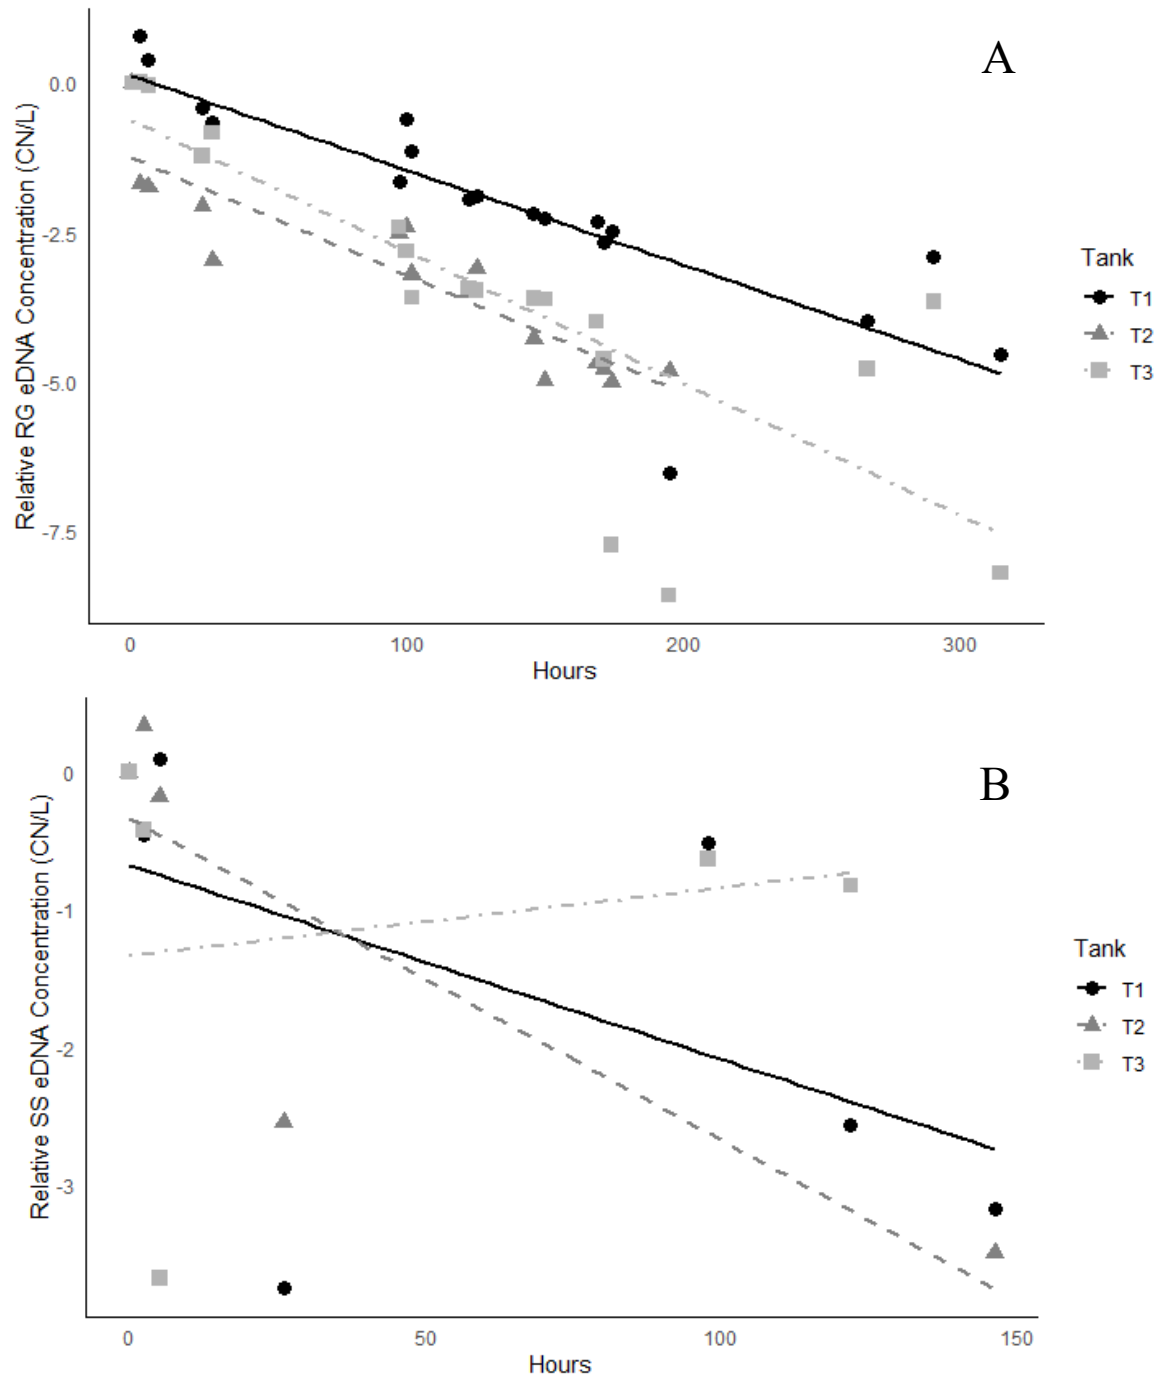 A
Relative RG eDNA Concentration (CN/L)
0.0
-2.5
-5.0
-7.5
0 100 200 300
Hours
Tank
T1
T2
T3
B
Relative SS eDNA Concentration (CN/L)
0
-1
-2
-3
0 50 100 150
Hours
Tank
T1
T2
T3